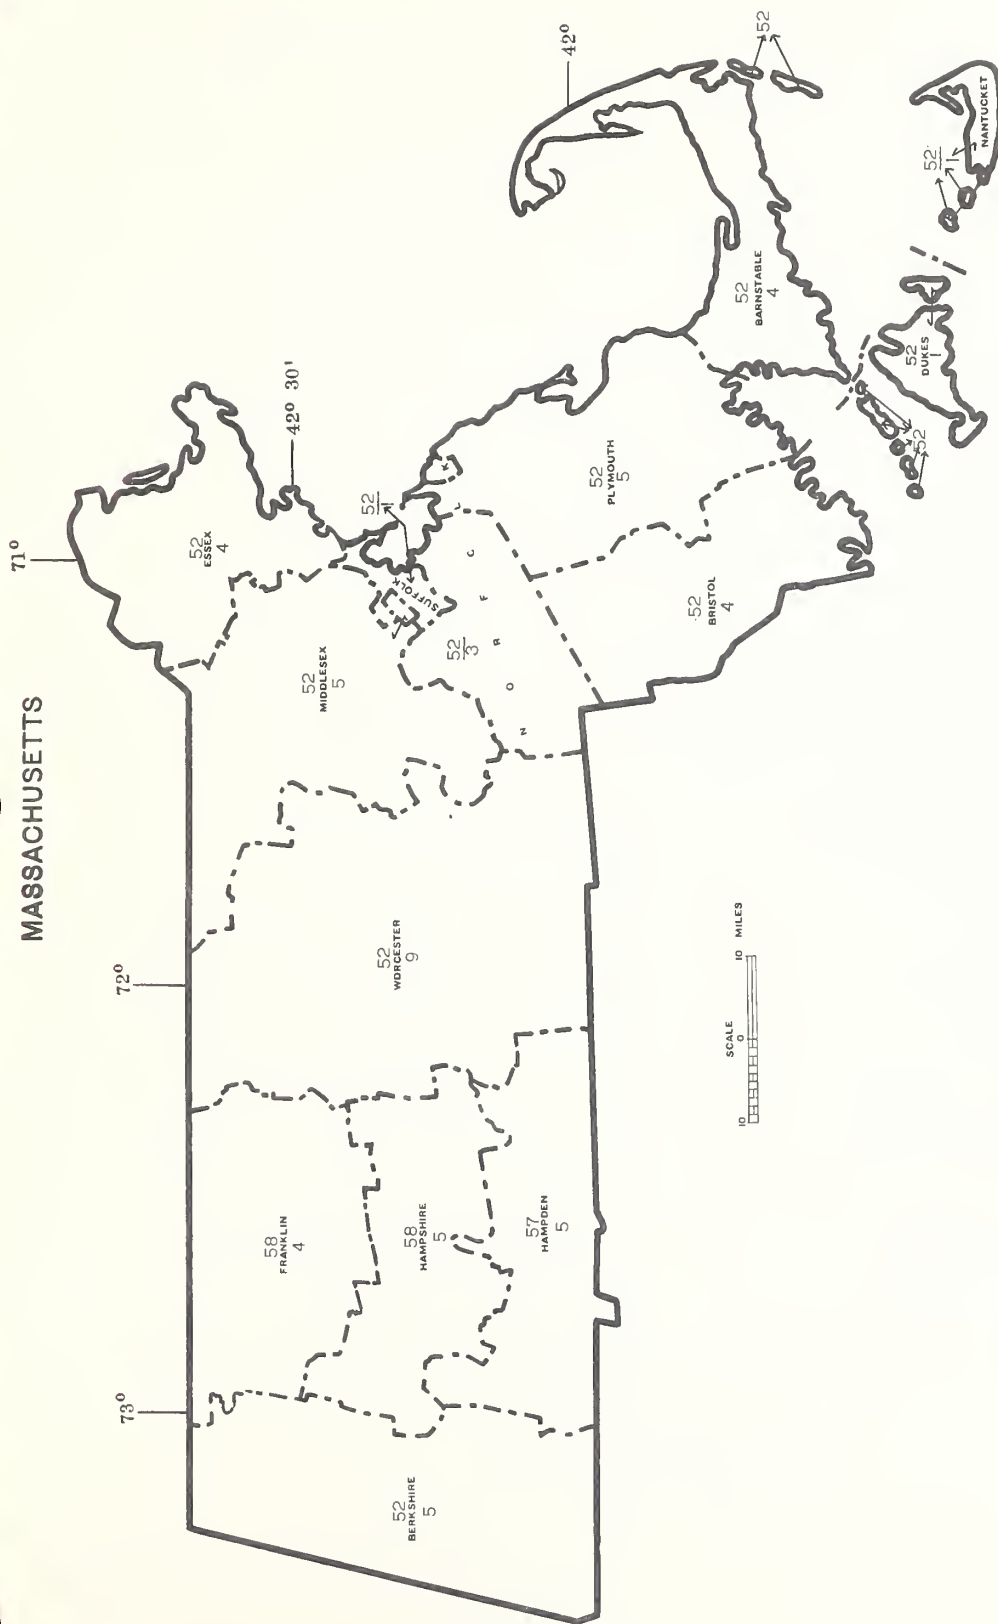 MASSACHUSETTS
73°
72°
71°
42° 30'
42°
52
BERKSHIRE
5
58
FRANKLIN
4
58
HAMPSHIRE
5
57
HAMPDEN
5
52
WORCESTER
9
52
MIDDLESEX
5
52
ESSEX
4
52
1
SUFFOLK
52
3
N O R F O L K
52
BRISTOL
4
52
PLYMOUTH
5
52
BARNSTABLE
4
52
52
DUKES
1
52
52
1
NANTUCKET
SCALE
10 0 10 MILES